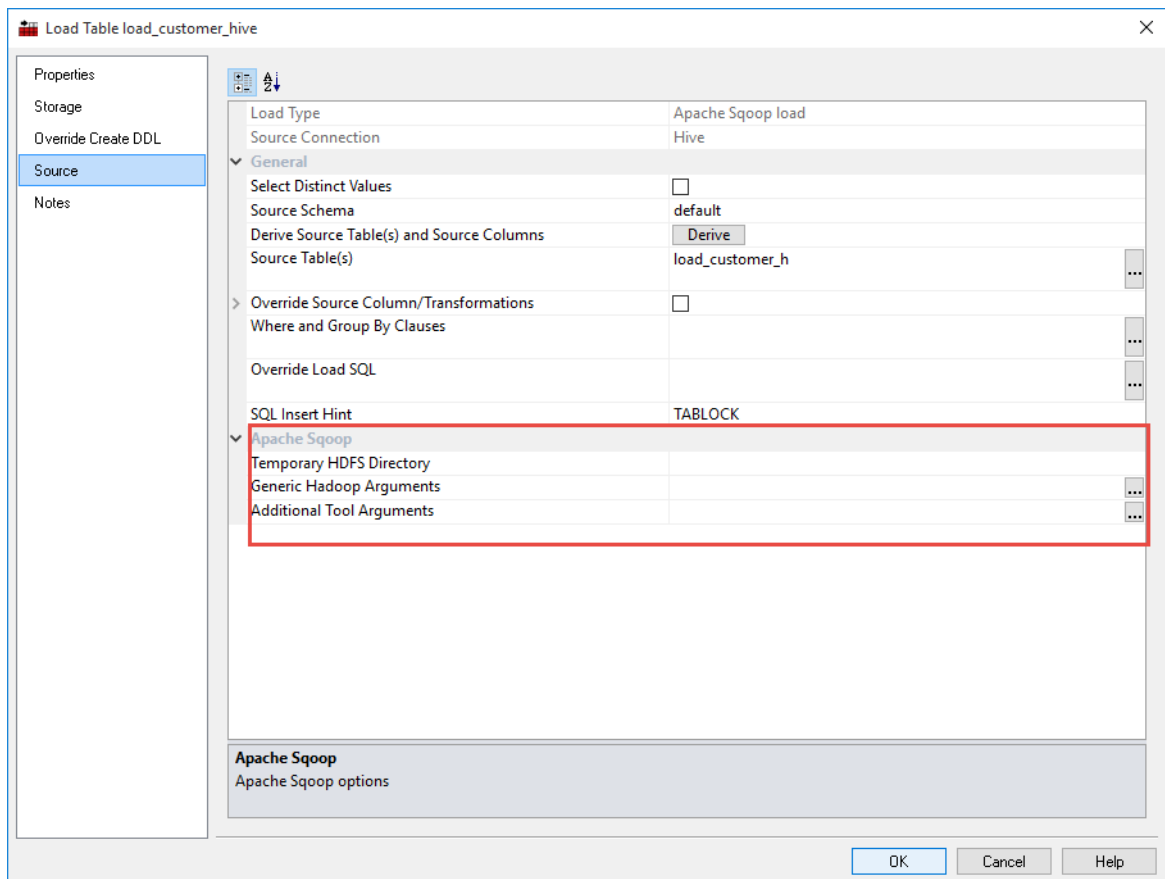 Load Table load_customer_hive
Properties
Storage
Override Create DDL
Source
Notes
Load Type Apache Sqoop load
Source Connection Hive
General
Select Distinct Values
Source Schema default
Derive Source Table(s) and Source Columns Derive
Source Table(s) load_customer_h
...
Override Source Column/Transformations
Where and Group By Clauses
...
Override Load SQL
...
SQL Insert Hint TABLOCK
Apache Sqoop
Temporary HDFS Directory
Generic Hadoop Arguments ...
Additional Tool Arguments ...
Apache Sqoop
Apache Sqoop options
OK Cancel Help